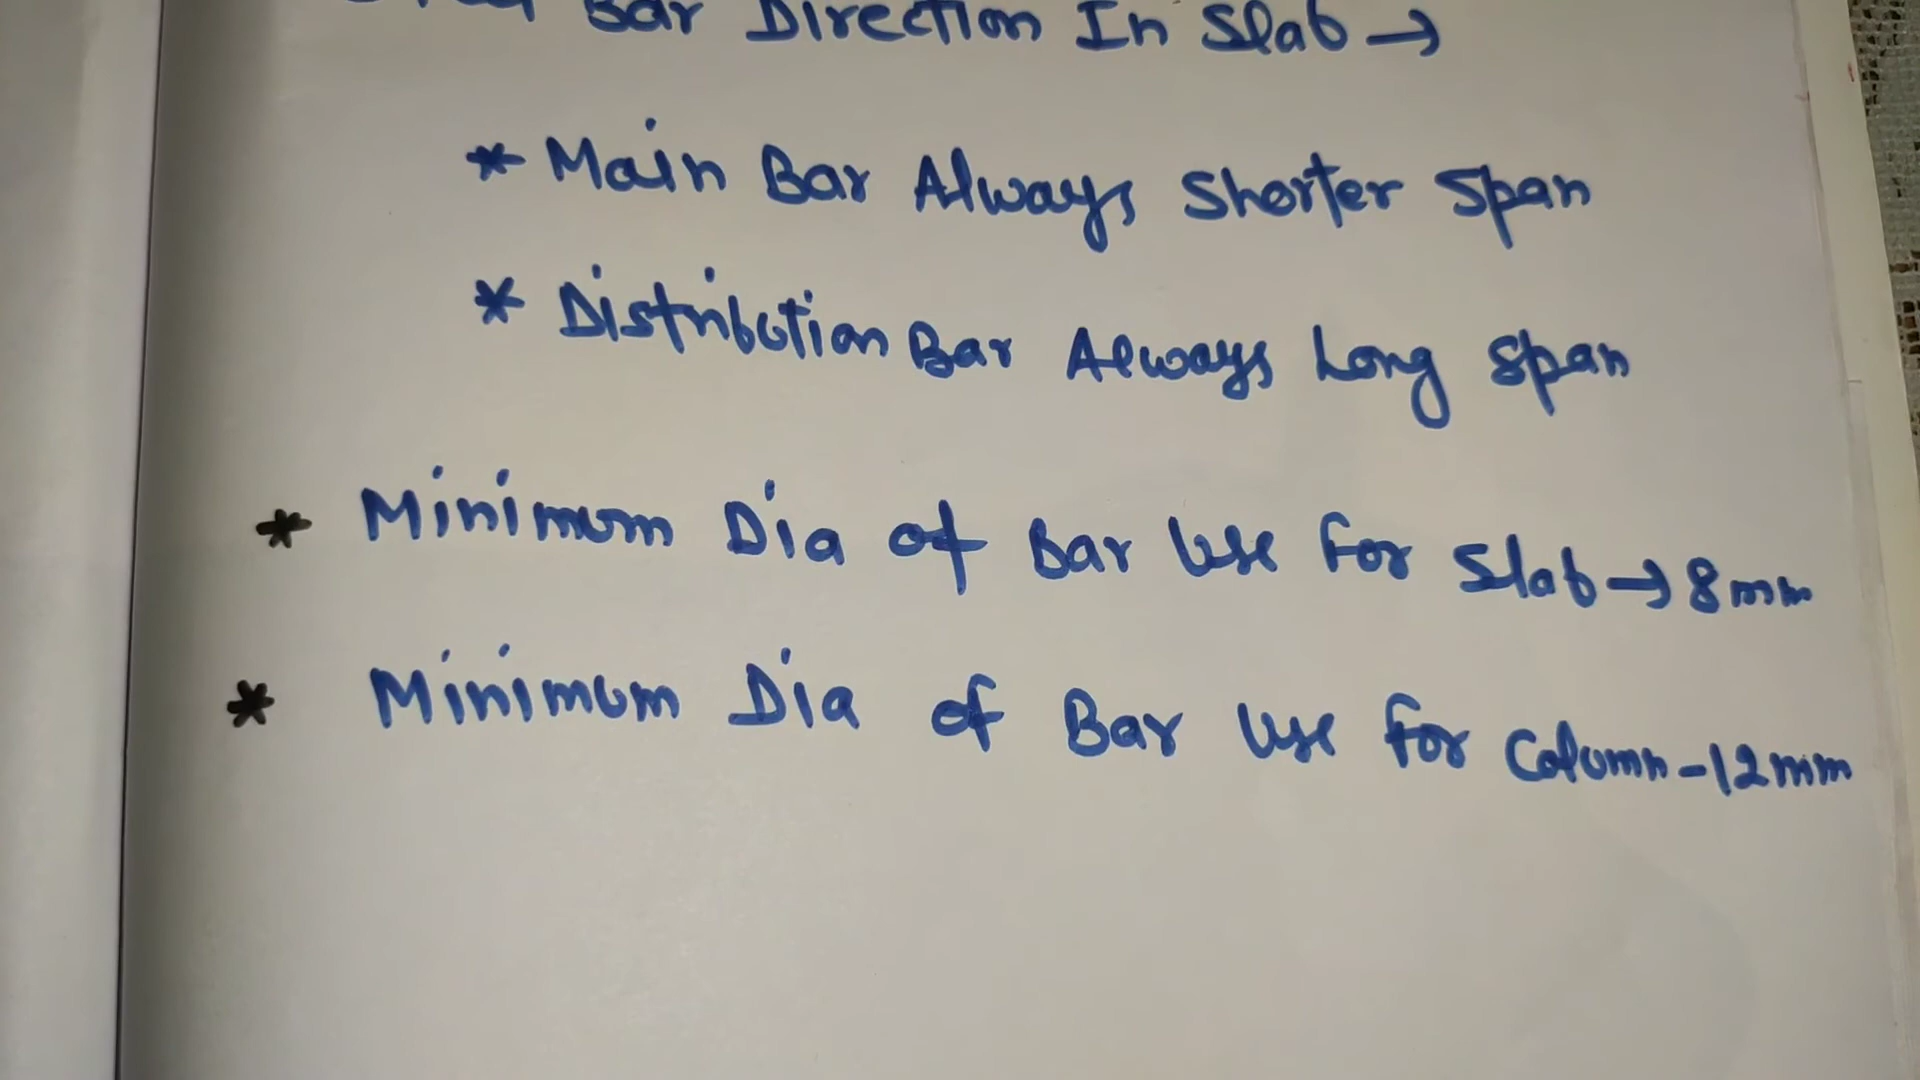 Bar Direction In Slab →
* Main Bar Always Shorter Span
* Distribution Bar Always Long Span
* Minimum Dia of Bar Use For Slab → 8mm
* Minimum Dia of Bar Use For Column - 12mm